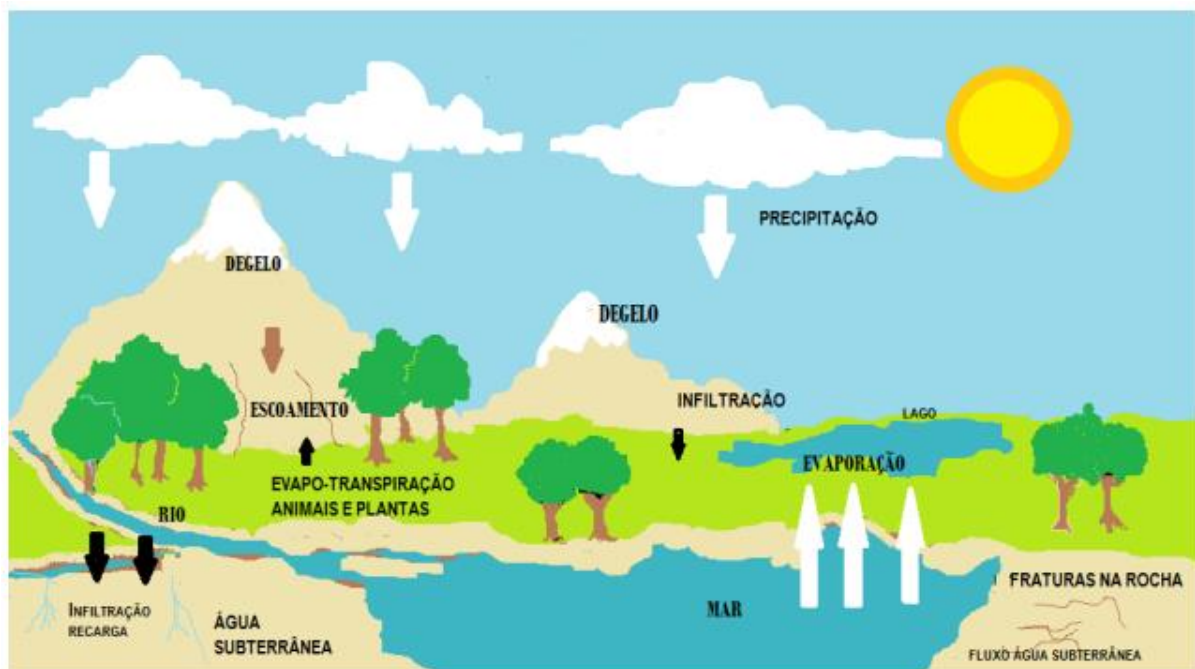 PRECIPITAÇÃO
DEGELO
DEGELO
ESCOAMENTO
INFILTRAÇÃO
LAGO
EVAPORAÇÃO
EVAPO-TRANSPIRAÇÃO
ANIMAIS E PLANTAS
RIO
INFILTRAÇÃO
RECARGA
ÁGUA
SUBTERRÂNEA
MAR
FRATURAS NA ROCHA
FLUXO ÁGUA SUBTERRÂNEA